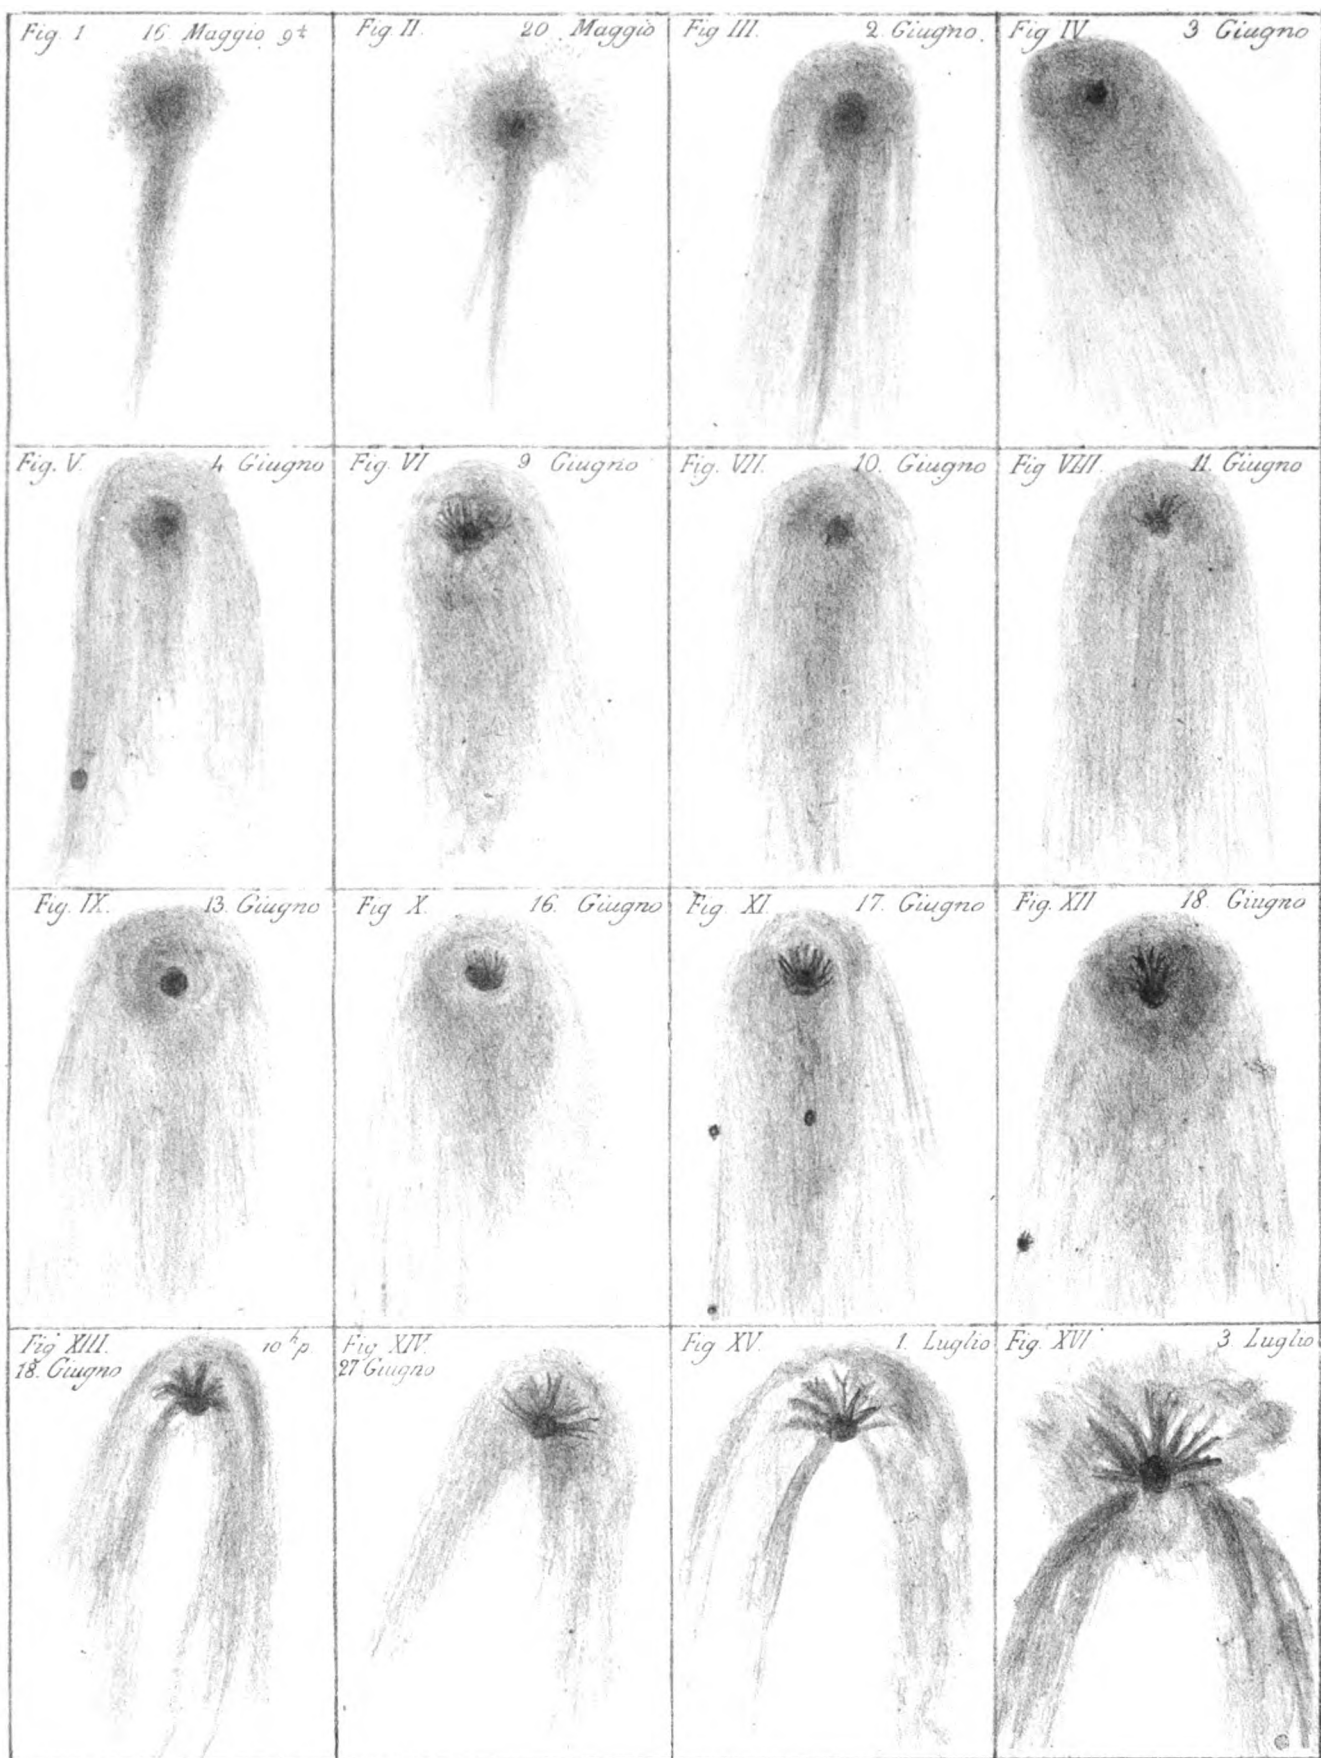 Fig. 1 16 Maggio 9t
Fig II. 20. Maggio
Fig III. 2. Giugno.
Fig IV 3 Giugno
Fig. V. 4 Giugno
Fig. VI 9 Giugno
Fig. VII. 10. Giugno
Fig VIII. 11. Giugno
Fig. IX. 13. Giugno
Fig X. 16. Giugno
Fig. XI. 17. Giugno
Fig. XII 18. Giugno
Fig XIII. 10 h p
18. Giugno
Fig XIV.
27 Giugno
Fig XV. 1. Luglio
Fig. XVI 3. Luglio